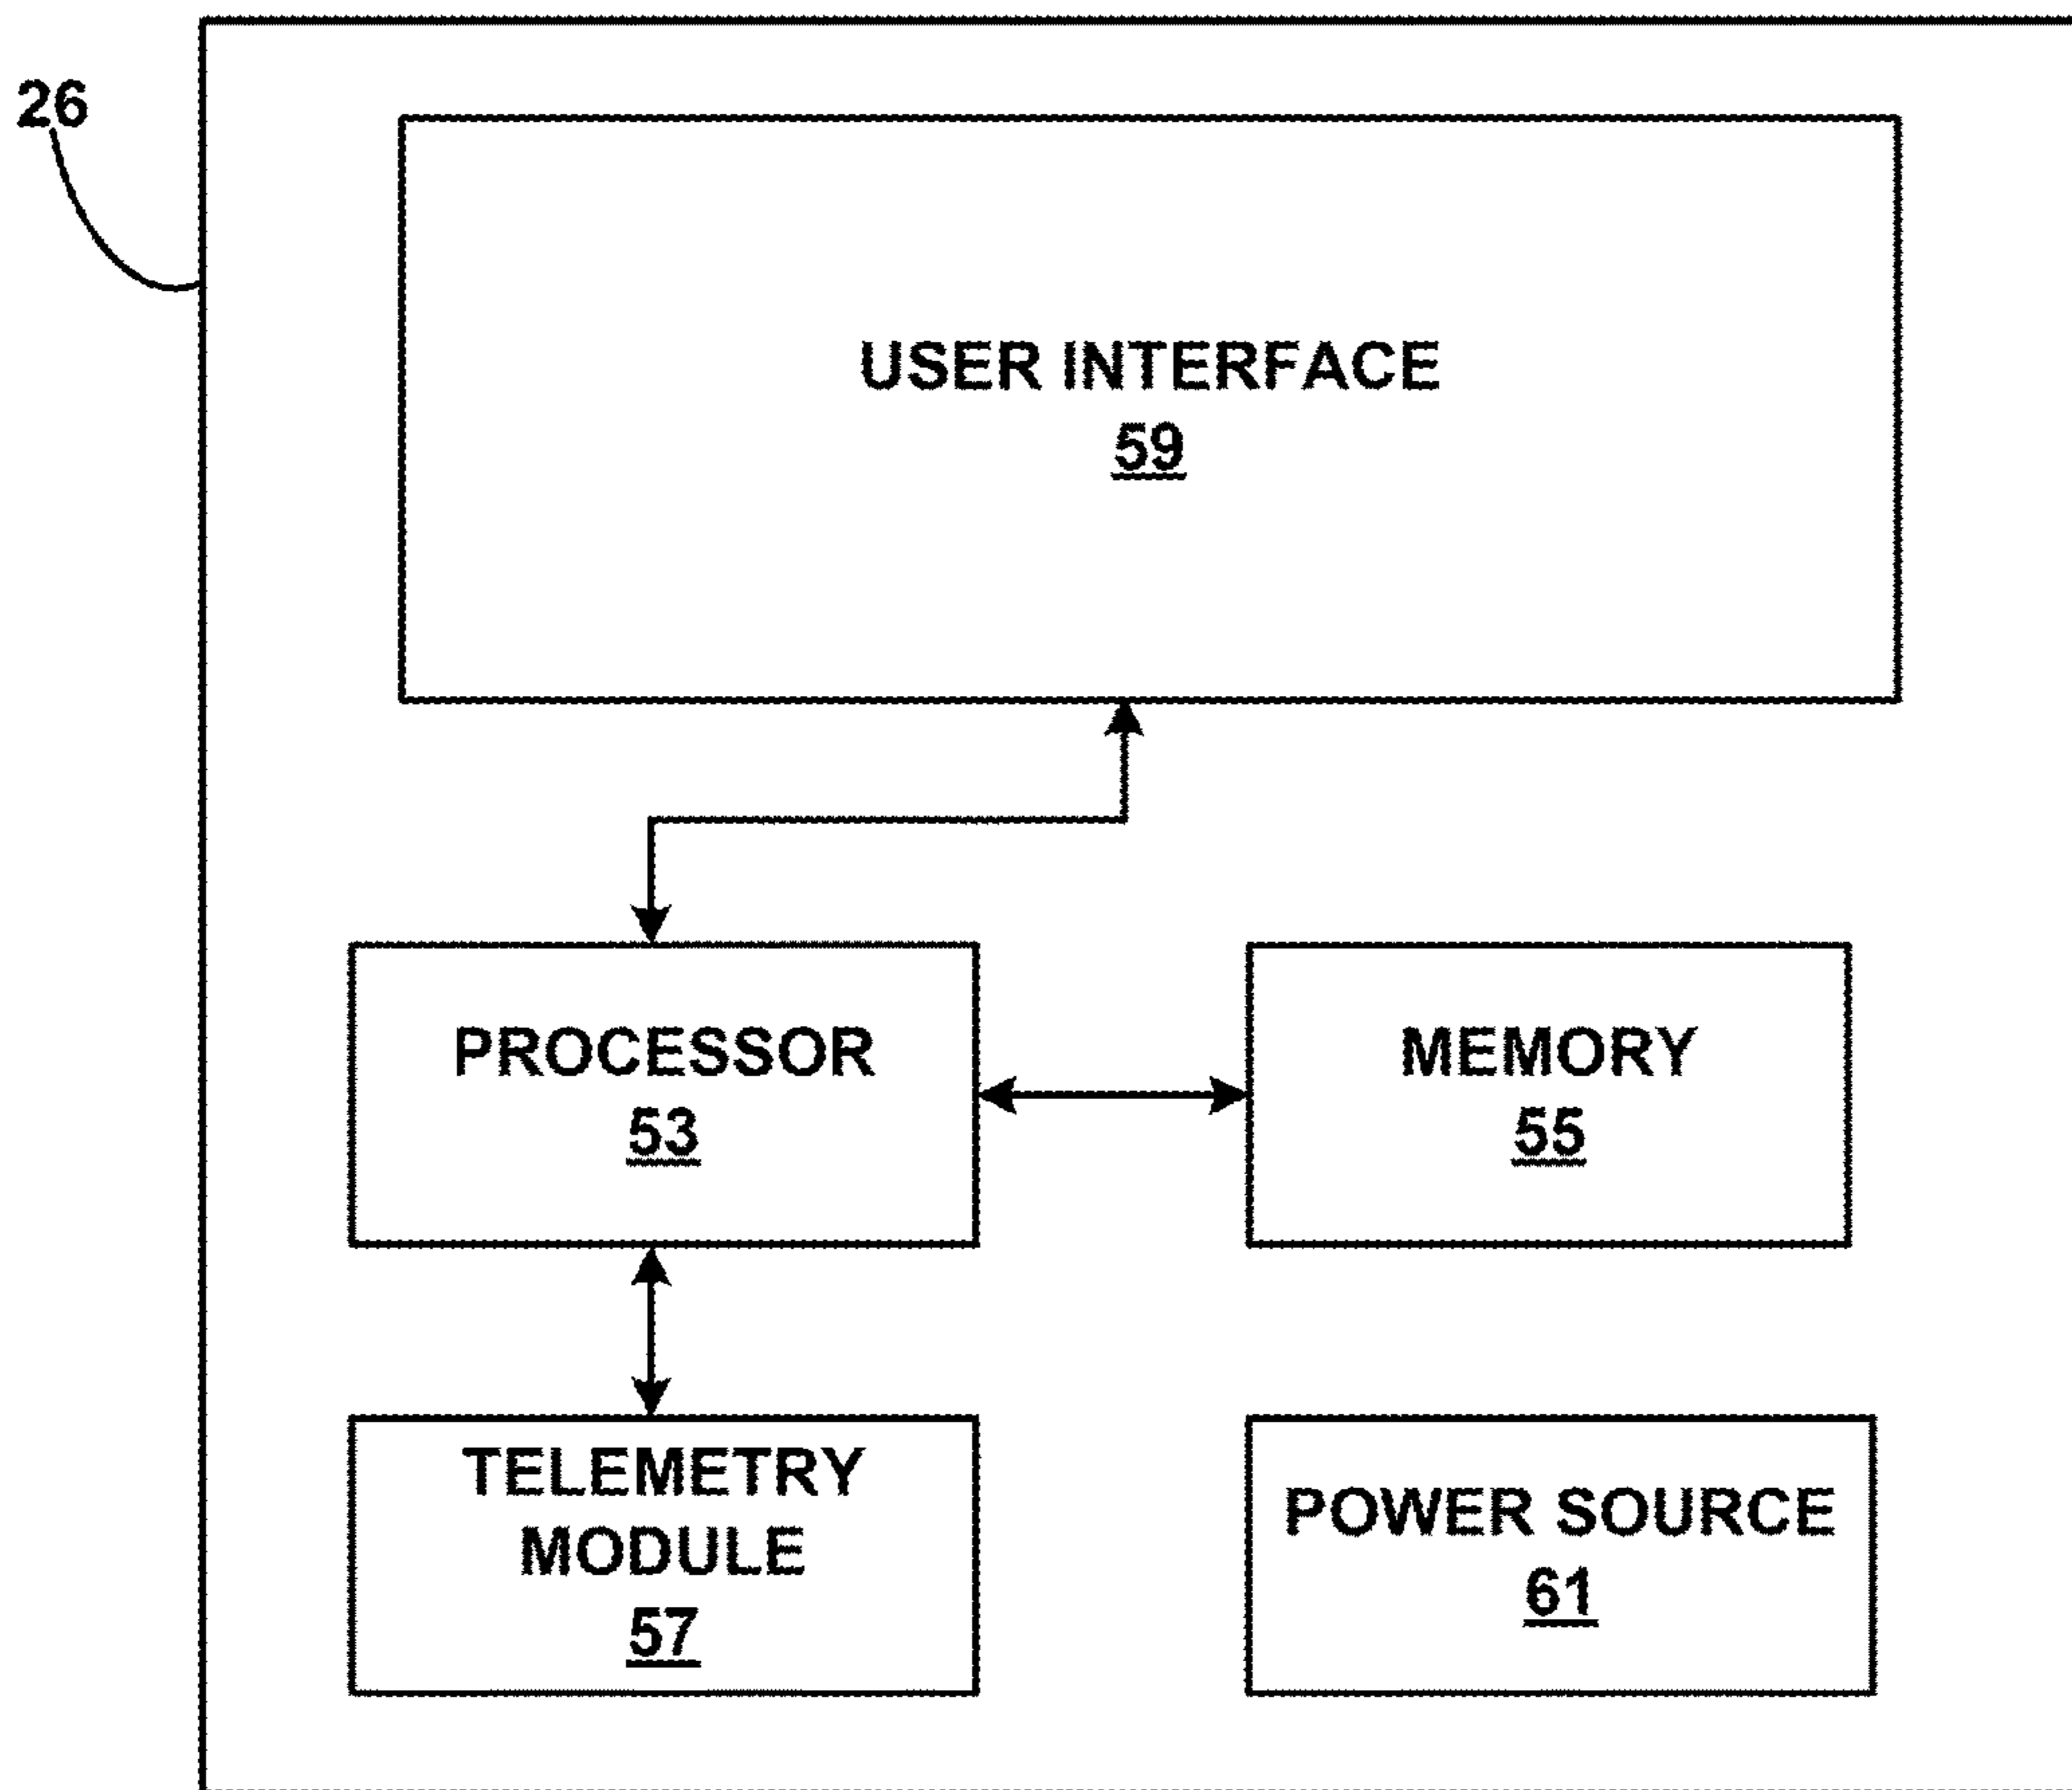 26
USER INTERFACE
59
PROCESSOR
53
MEMORY
55
TELEMETRY
MODULE
57
POWER SOURCE
61